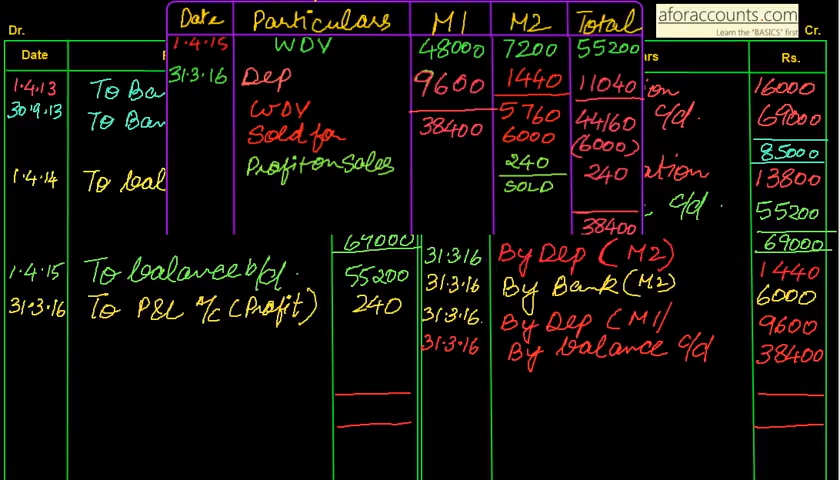 Date Particulars M1 M2 Total
aforaccounts.com
Learn the "BASICS" first
Dr. Cr.
Date ars Rs.
1.4.15 WDV 48000 7200 55200
31.3.16 Dep 9600 1440 11040
WDV 38400 5760 44160
Sold for 6000 (6000)
Profit on Sales 240 240
SOLD
38400
1.4.13 To Ba ion 16000
30.9.13 To Ban c/d. 69000
85000
1.4.14 To bal ation 13800
c/d. 55200
69000 69000
31.3.16 By Dep (M2) 1440
1.4.15 To balance b/d. 55200 31.3.16 By Bank (M2) 6000
31.3.16 To P&L A/c (Profit) 240 31.3.16. By Dep (M1) 9600
31.3.16 By balance c/d 38400